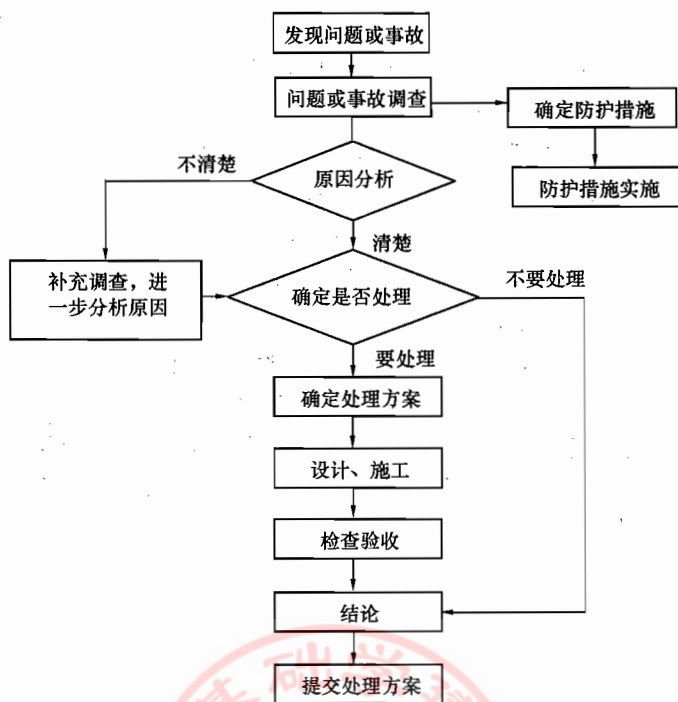 发现问题或事故
问题或事故调查
确定防护措施
不清楚
原因分析
防护措施实施
清楚
补充调查，进
一步分析原因
确定是否处理
不要处理
要处理
确定处理方案
设计、施工
检查验收
结论
基础学
提交处理方案